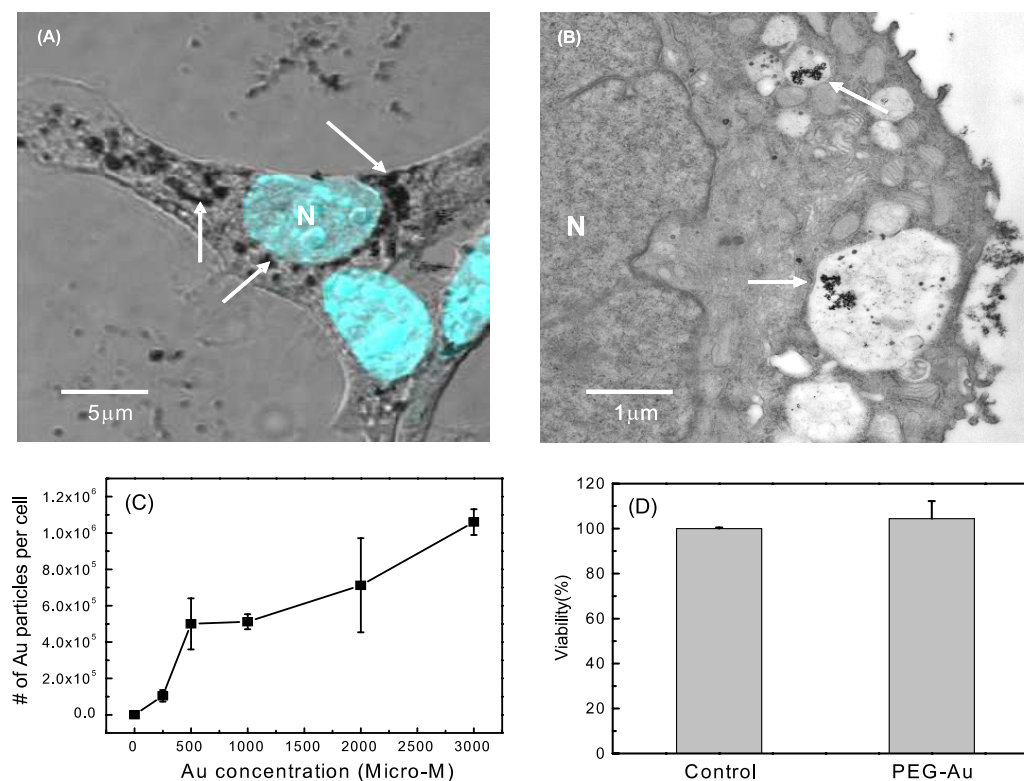 (A)
N
5μm
(B)
N
1μm
(C)
# of Au particles per cell
1.2x10⁶
1.0x10⁶
8.0x10⁵
6.0x10⁵
4.0x10⁵
2.0x10⁵
0.0
0 500 1000 1500 2000 2500 3000
Au concentration (Micro-M)
(D)
Viability(%)
120
100
80
60
40
20
0
Control PEG-Au